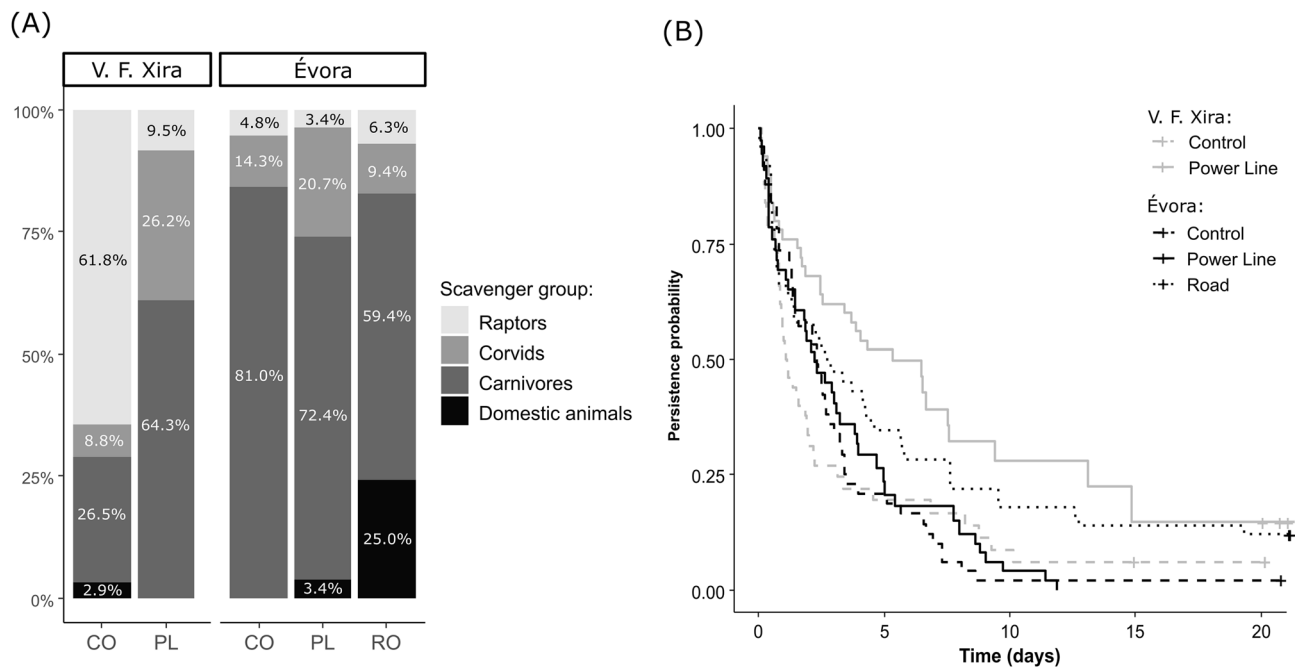 (A)
V. F. Xira
Évora
100%
75%
50%
25%
0%
61.8%
8.8%
26.5%
2.9%
9.5%
26.2%
64.3%
4.8%
14.3%
81.0%
3.4%
20.7%
72.4%
3.4%
6.3%
9.4%
59.4%
25.0%
CO
PL
CO
PL
RO
Scavenger group:
Raptors
Corvids
Carnivores
Domestic animals
(B)
Persistence probability
1.00
0.75
0.50
0.25
0.00
0
5
10
15
20
Time (days)
V. F. Xira:
Control
Power Line
Évora:
Control
Power Line
Road